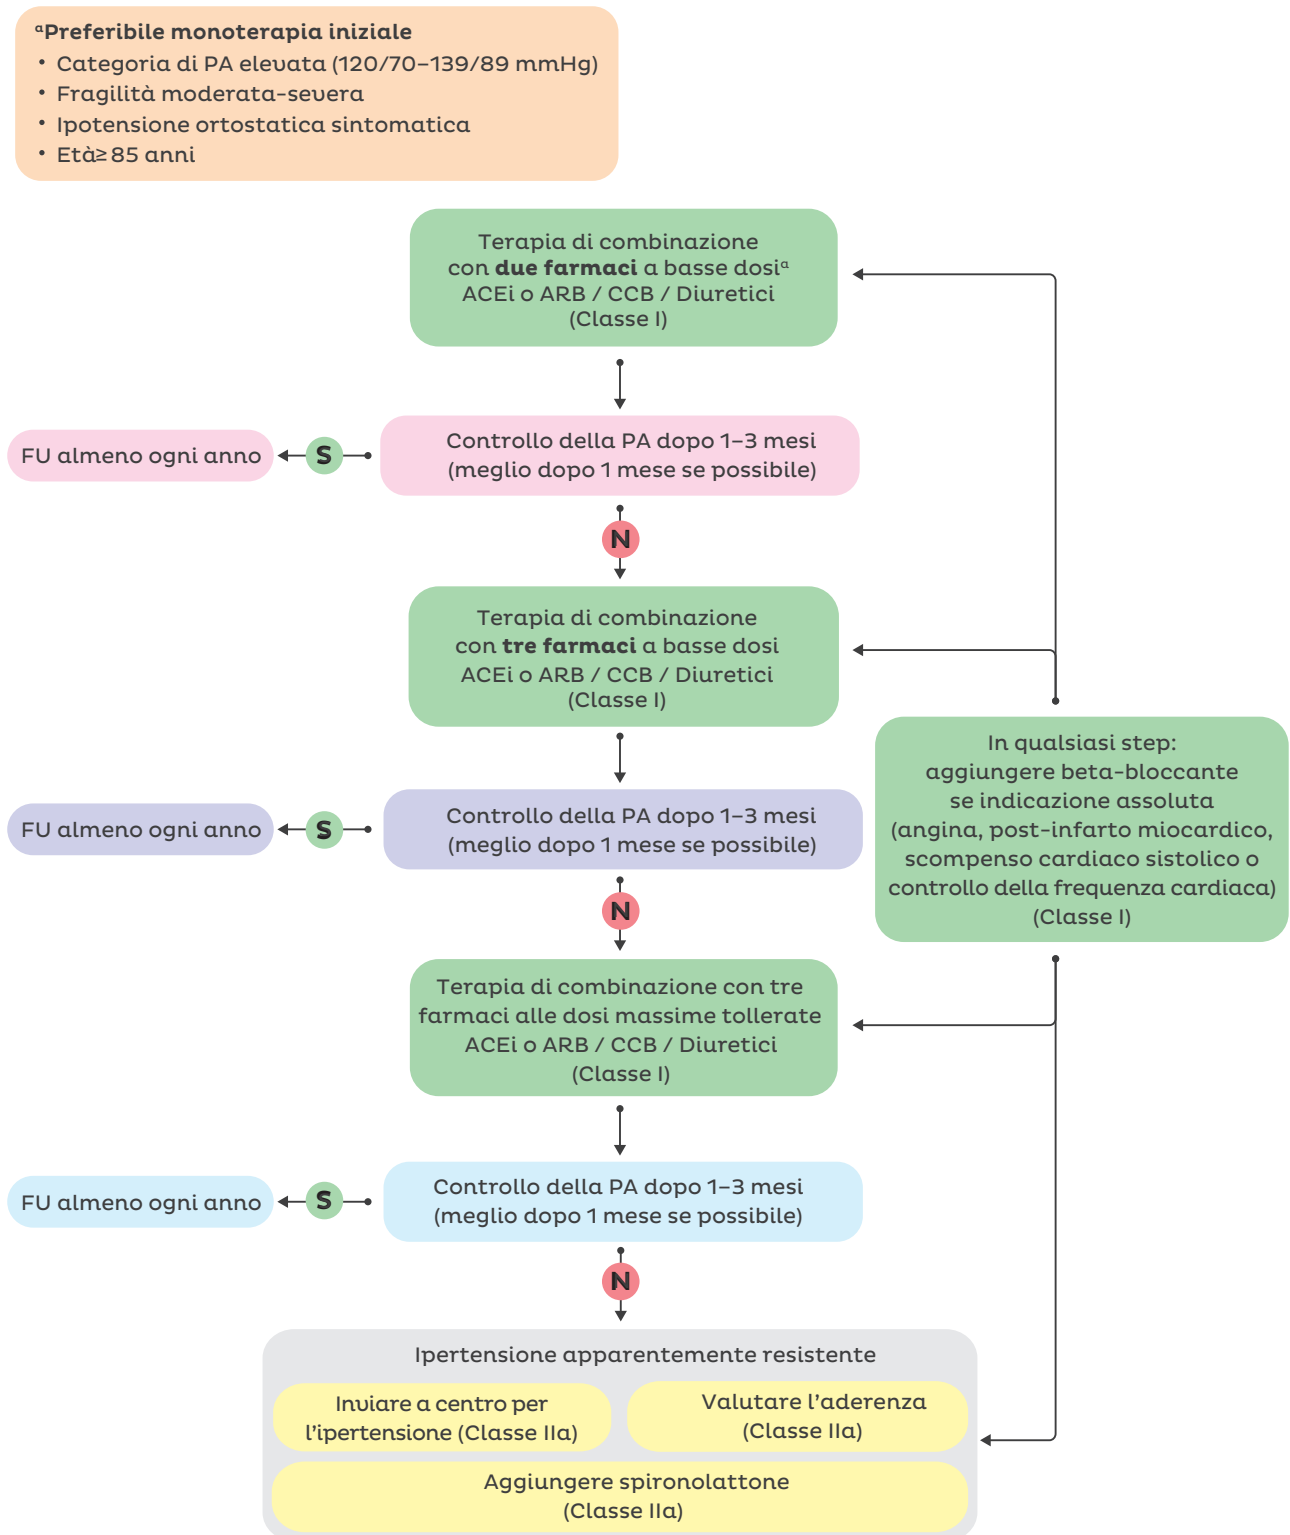 ᵃPreferibile monoterapia iniziale
• Categoria di PA elevata (120/70–139/89 mmHg)
• Fragilità moderata-severa
• Ipotensione ortostatica sintomatica
• Età≥ 85 anni
Terapia di combinazione
con due farmaci a basse dosiᵃ
ACEi o ARB / CCB / Diuretici
(Classe I)
FU almeno ogni anno
S
Controllo della PA dopo 1–3 mesi
(meglio dopo 1 mese se possibile)
N
Terapia di combinazione
con tre farmaci a basse dosi
ACEi o ARB / CCB / Diuretici
(Classe I)
In qualsiasi step:
aggiungere beta-bloccante
se indicazione assoluta
(angina, post-infarto miocardico,
scompenso cardiaco sistolico o
controllo della frequenza cardiaca)
(Classe I)
FU almeno ogni anno
S
Controllo della PA dopo 1–3 mesi
(meglio dopo 1 mese se possibile)
N
Terapia di combinazione con tre
farmaci alle dosi massime tollerate
ACEi o ARB / CCB / Diuretici
(Classe I)
FU almeno ogni anno
S
Controllo della PA dopo 1–3 mesi
(meglio dopo 1 mese se possibile)
N
Ipertensione apparentemente resistente
Inviare a centro per
l'ipertensione (Classe IIa)
Valutare l'aderenza
(Classe IIa)
Aggiungere spironolattone
(Classe IIa)